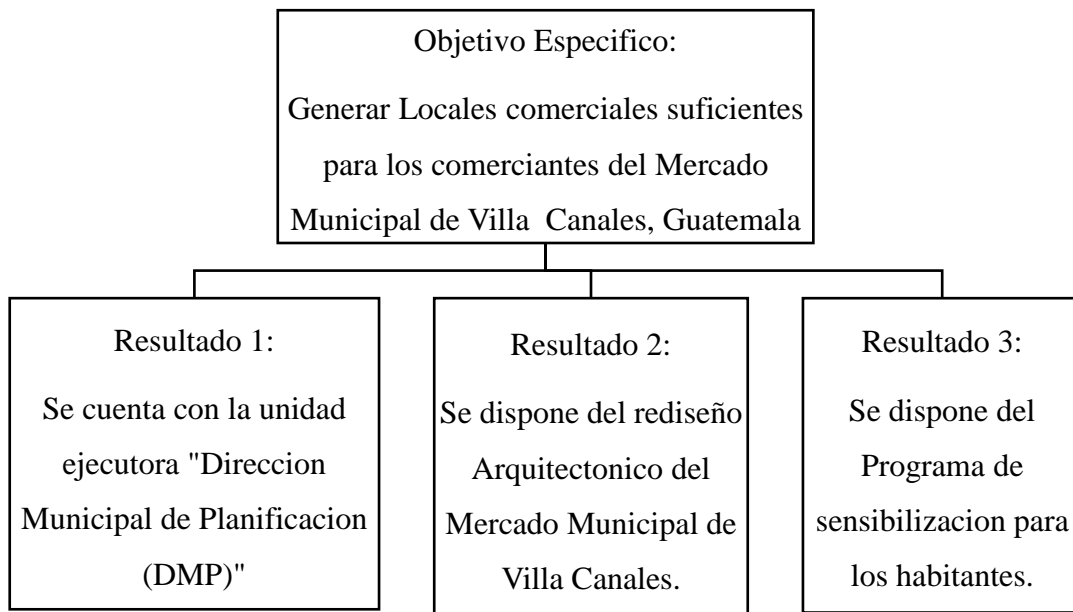 Objetivo Especifico:
Generar Locales comerciales suficientes
para los comerciantes del Mercado
Municipal de Villa Canales, Guatemala
Resultado 1:
Se cuenta con la unidad
ejecutora "Direccion
Municipal de Planificacion
(DMP)"
Resultado 2:
Se dispone del rediseño
Arquitectonico del
Mercado Municipal de
Villa Canales.
Resultado 3:
Se dispone del
Programa de
sensibilizacion para
los habitantes.